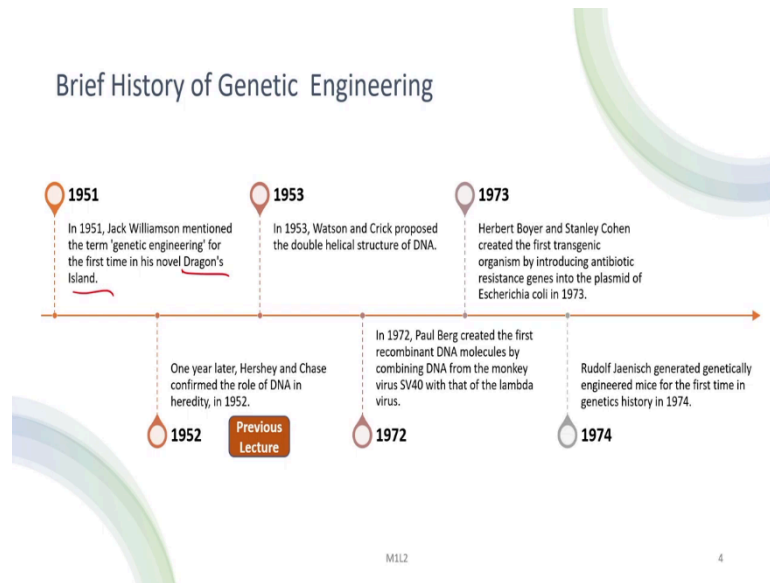 Brief History of Genetic Engineering
1951
In 1951, Jack Williamson mentioned
the term 'genetic engineering' for
the first time in his novel Dragon's
Island.
1953
In 1953, Watson and Crick proposed
the double helical structure of DNA.
1973
Herbert Boyer and Stanley Cohen
created the first transgenic
organism by introducing antibiotic
resistance genes into the plasmid of
Escherichia coli in 1973.
One year later, Hershey and Chase
confirmed the role of DNA in
heredity, in 1952.
1952
Previous
Lecture
In 1972, Paul Berg created the first
recombinant DNA molecules by
combining DNA from the monkey
virus SV40 with that of the lambda
virus.
1972
Rudolf Jaenisch generated genetically
engineered mice for the first time in
genetics history in 1974.
1974
M1L2
4